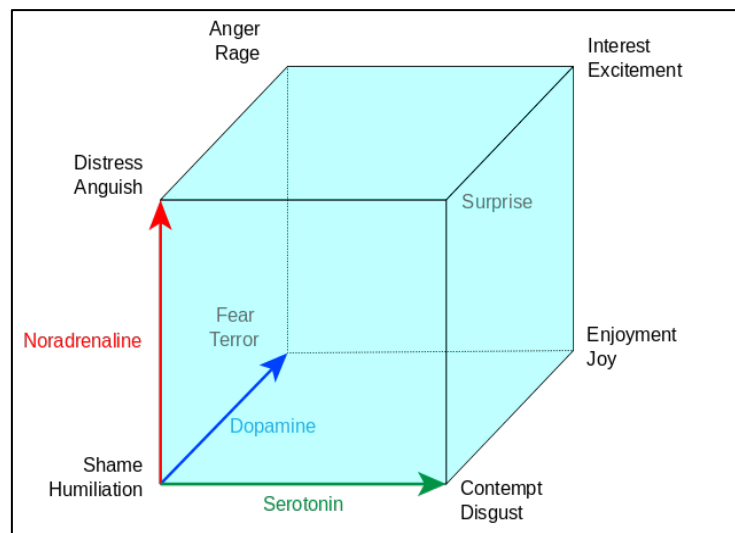 Anger
Rage
Interest
Excitement
Distress
Anguish
Surprise
Fear
Terror
Noradrenaline
Enjoyment
Joy
Dopamine
Shame
Humiliation
Serotonin
Contempt
Disgust